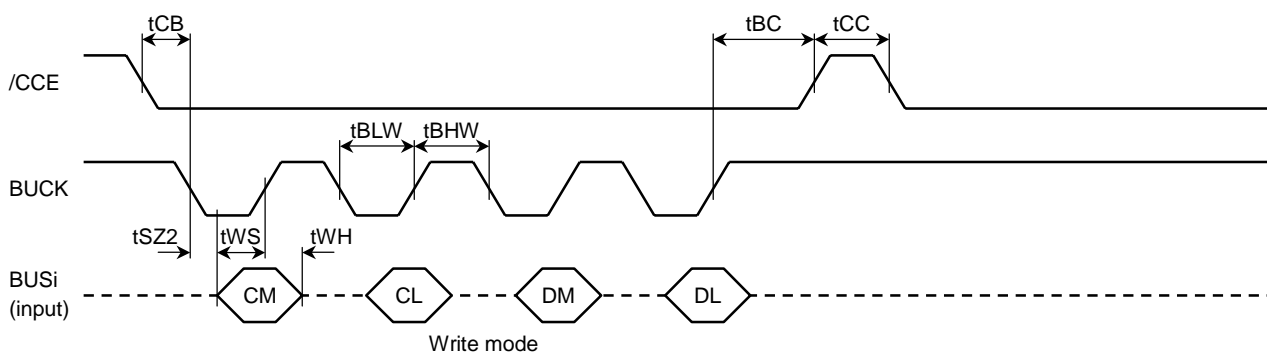 tCB
tBC
tCC
/CCE
tBLW
tBHW
BUCK
tSZ2
tWS
tWH
BUSi
(input)
CM
CL
DM
DL
Write mode